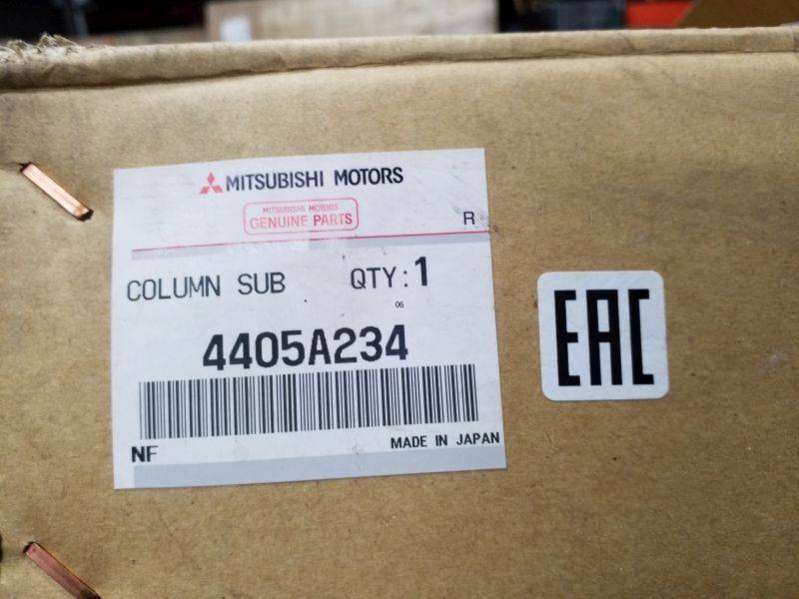 MITSUBISHI MOTORS
MITSUBISHI MOTORS
GENUINE PARTS
R
COLUMN SUB QTY:1
06
4405A234
NF MADE IN JAPAN
EAC